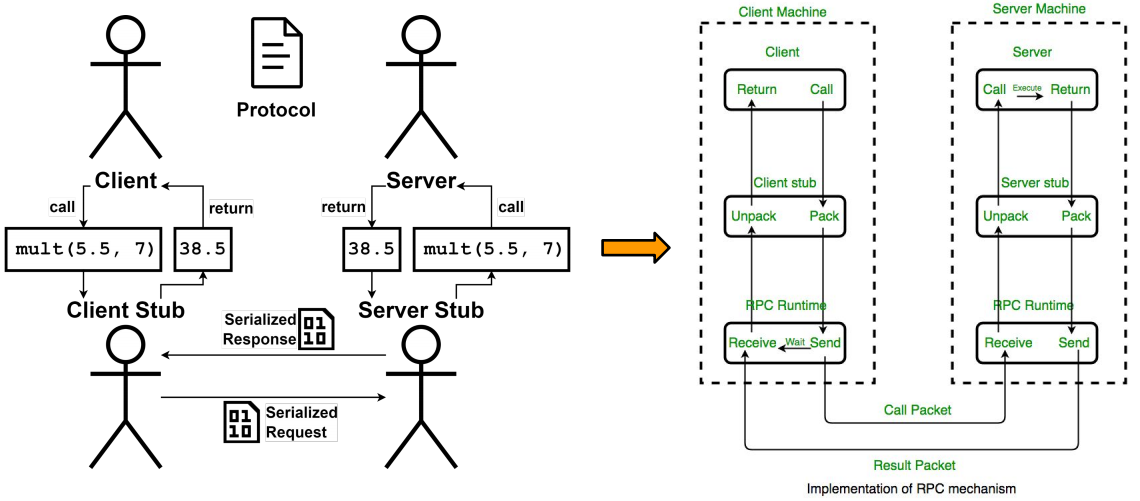 Protocol
Client
Server
call
return
return
call
mult(5.5, 7)
38.5
38.5
mult(5.5, 7)
Client Stub
Server Stub
Serialized
Response
01
10
01
10
Serialized
Request
Client Machine
Server Machine
Client
Server
Return
Call
Call
Execute
Return
Client stub
Server stub
Unpack
Pack
Unpack
Pack
RPC Runtime
RPC Runtime
Receive
Wait
Send
Receive
Send
Call Packet
Result Packet
Implementation of RPC mechanism